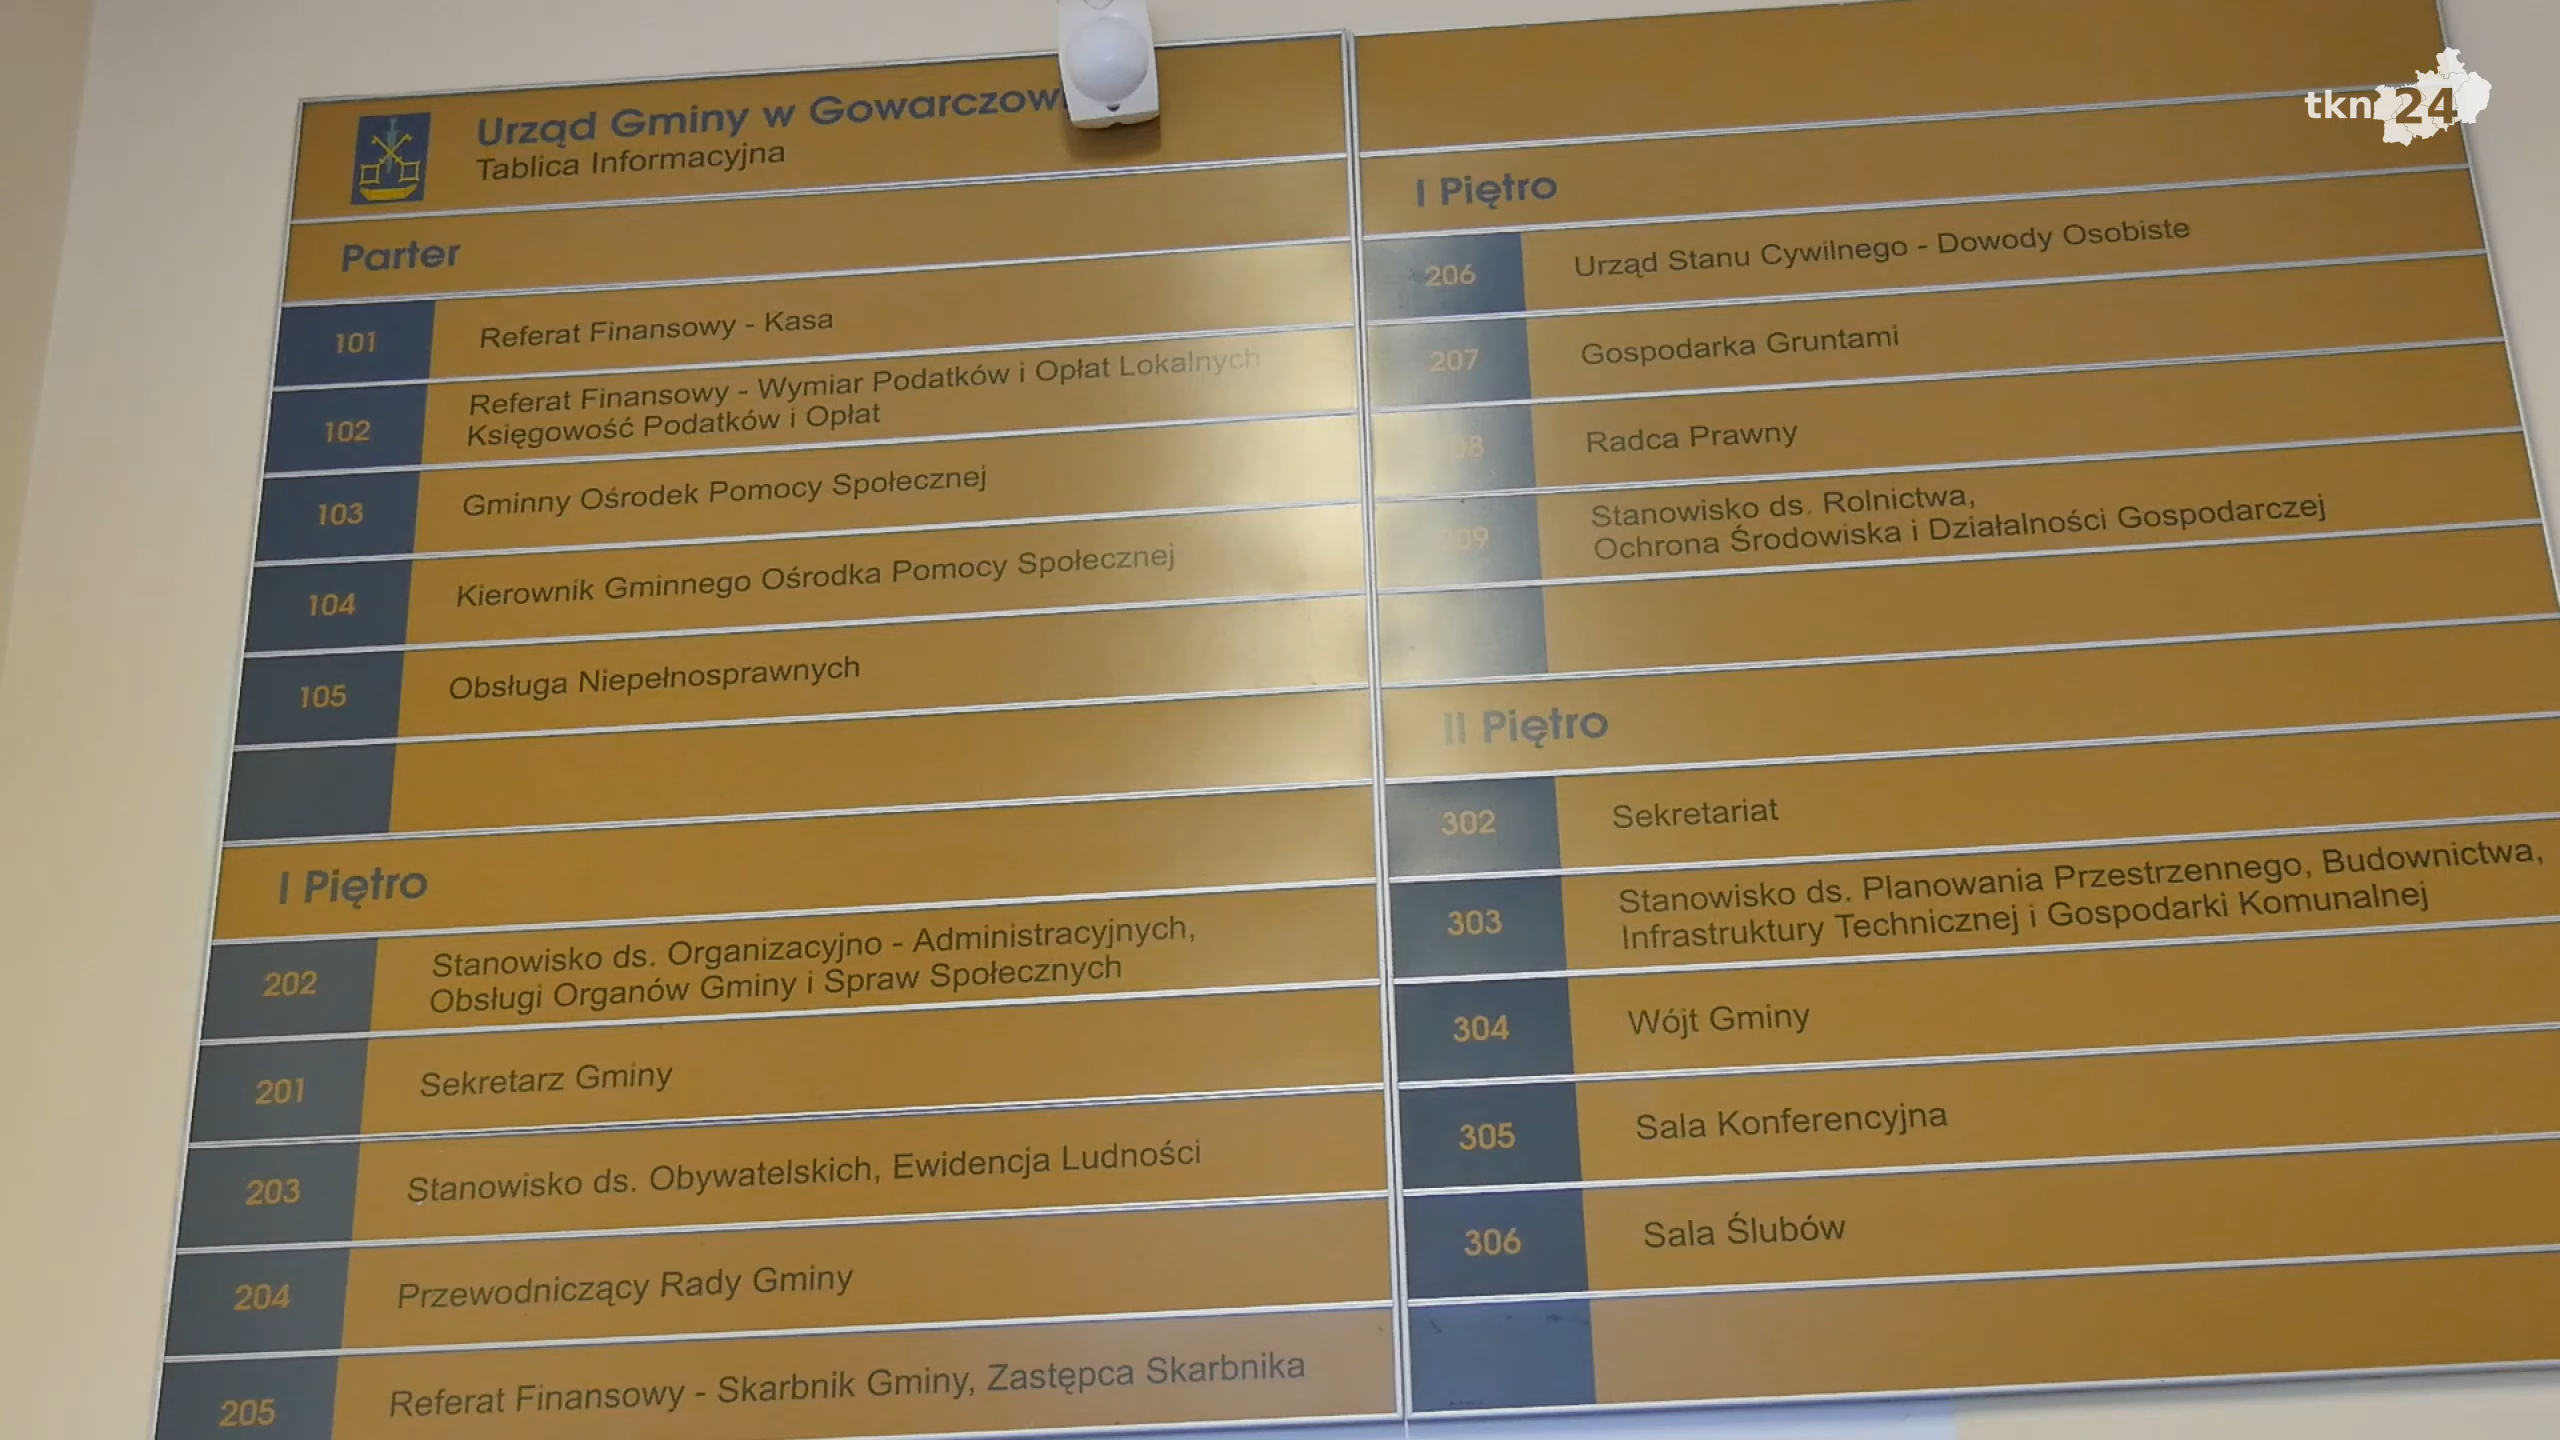 Urząd Gminy w Gowarczow
Tablica Informacyjna
Parter
101
Referat Finansowy - Kasa
102
Referat Finansowy - Wymiar Podatków i Opłat Lokalnych
Księgowość Podatków i Opłat
103
Gminny Ośrodek Pomocy Społecznej
104
Kierownik Gminnego Ośrodka Pomocy Społecznej
105
Obsługa Niepełnosprawnych
I Piętro
202
Stanowisko ds. Organizacyjno - Administracyjnych,
Obsługi Organów Gminy i Spraw Społecznych
201
Sekretarz Gminy
203
Stanowisko ds. Obywatelskich, Ewidencja Ludności
204
Przewodniczący Rady Gminy
205
Referat Finansowy - Skarbnik Gminy, Zastępca Skarbnika
I Piętro
206
Urząd Stanu Cywilnego - Dowody Osobiste
207
Gospodarka Gruntami
Radca Prawny
Stanowisko ds. Rolnictwa,
Ochrona Środowiska i Działalności Gospodarczej
II Piętro
302
Sekretariat
303
Stanowisko ds. Planowania Przestrzennego, Budownictwa,
Infrastruktury Technicznej i Gospodarki Komunalnej
304
Wójt Gminy
305
Sala Konferencyjna
306
Sala Ślubów
tkn 24